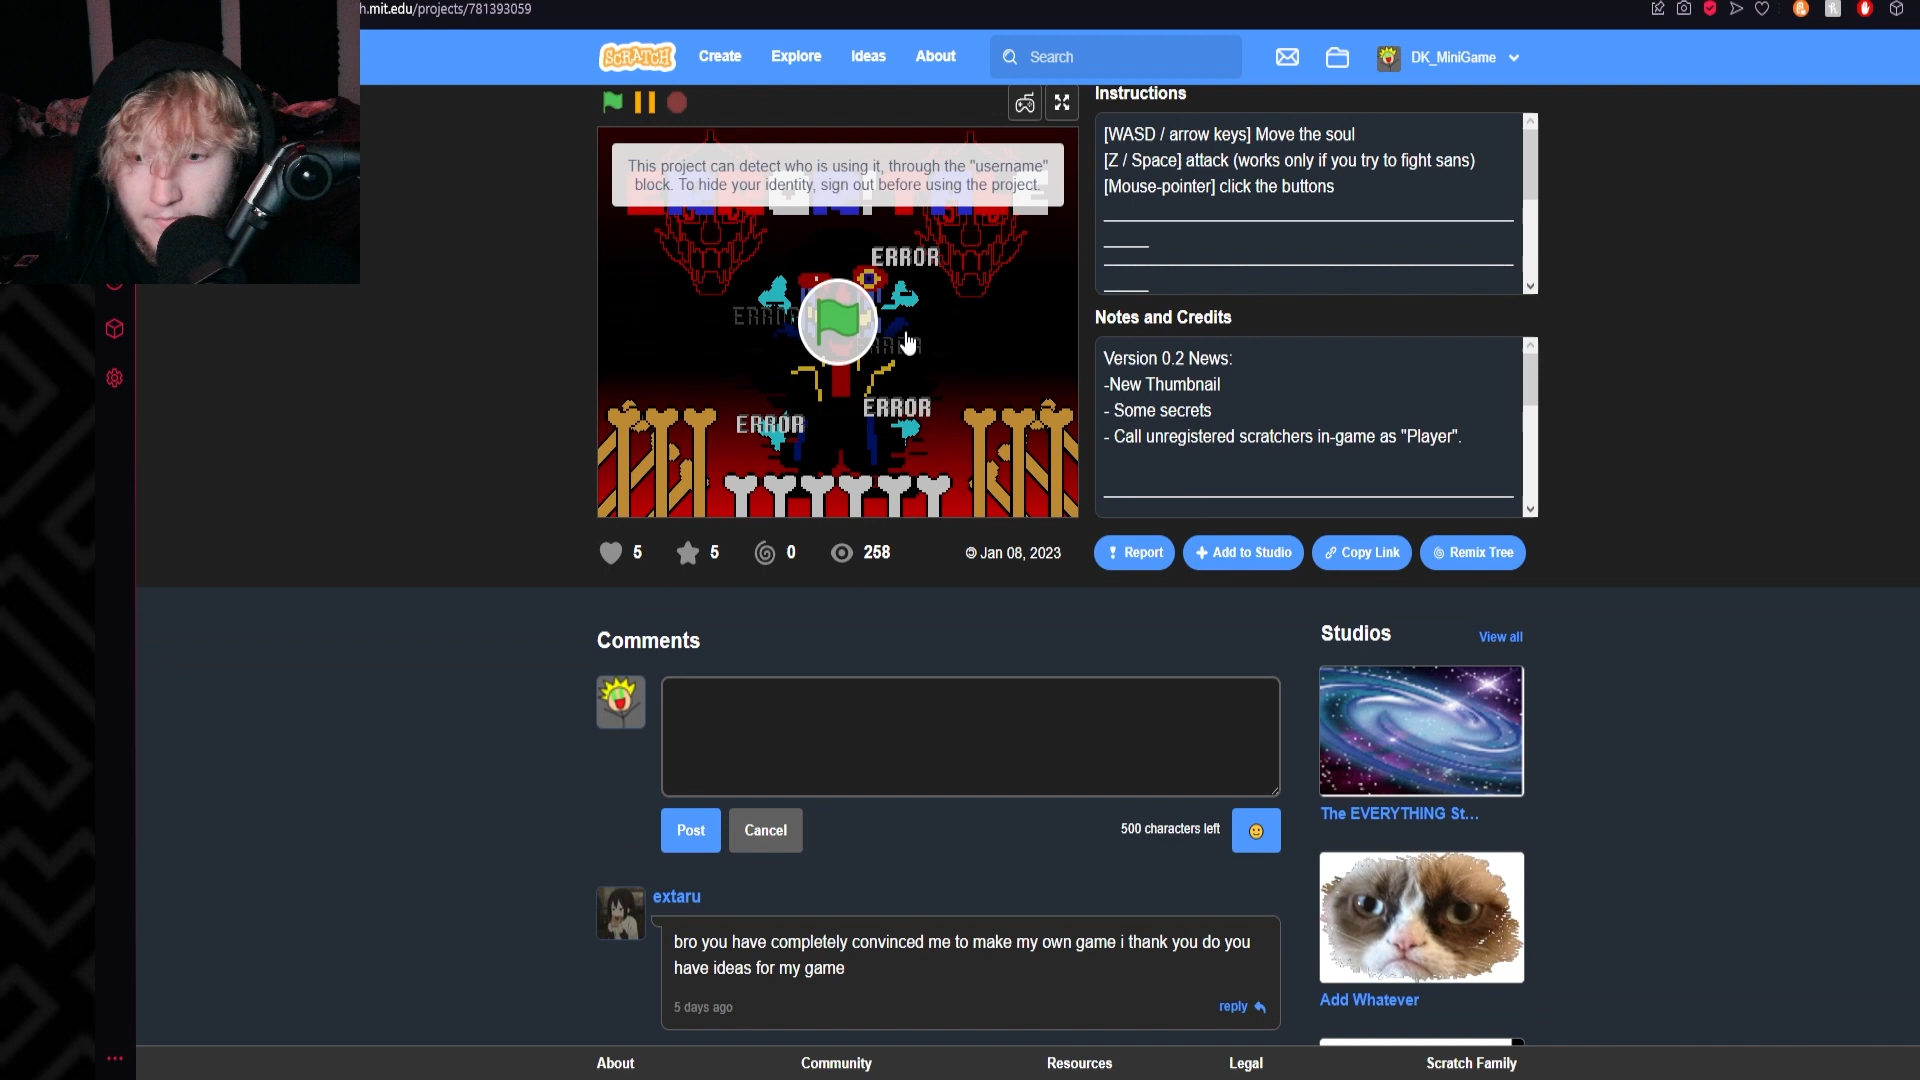 h.mit.edu/projects/781393059
SCRATCH
Create
Explore
Ideas
About
Search
DK_MiniGame
Instructions
[WASD / arrow keys] Move the soul
[Z / Space] attack (works only if you try to fight sans)
[Mouse-pointer] click the buttons
This project can detect who is using it, through the "username"
block. To hide your identity, sign out before using the project.
ERROR
ERROR
ERROR
ERROR
Notes and Credits
Version 0.2 News:
-New Thumbnail
- Some secrets
- Call unregistered scratchers in-game as "Player".
5
5
0
258
© Jan 08, 2023
Report
Add to Studio
Copy Link
Remix Tree
Comments
Post
Cancel
500 characters left
extaru
bro you have completely convinced me to make my own game i thank you do you
have ideas for my game
5 days ago
reply
Studios
View all
The EVERYTHING St...
Add Whatever
About
Community
Resources
Legal
Scratch Family